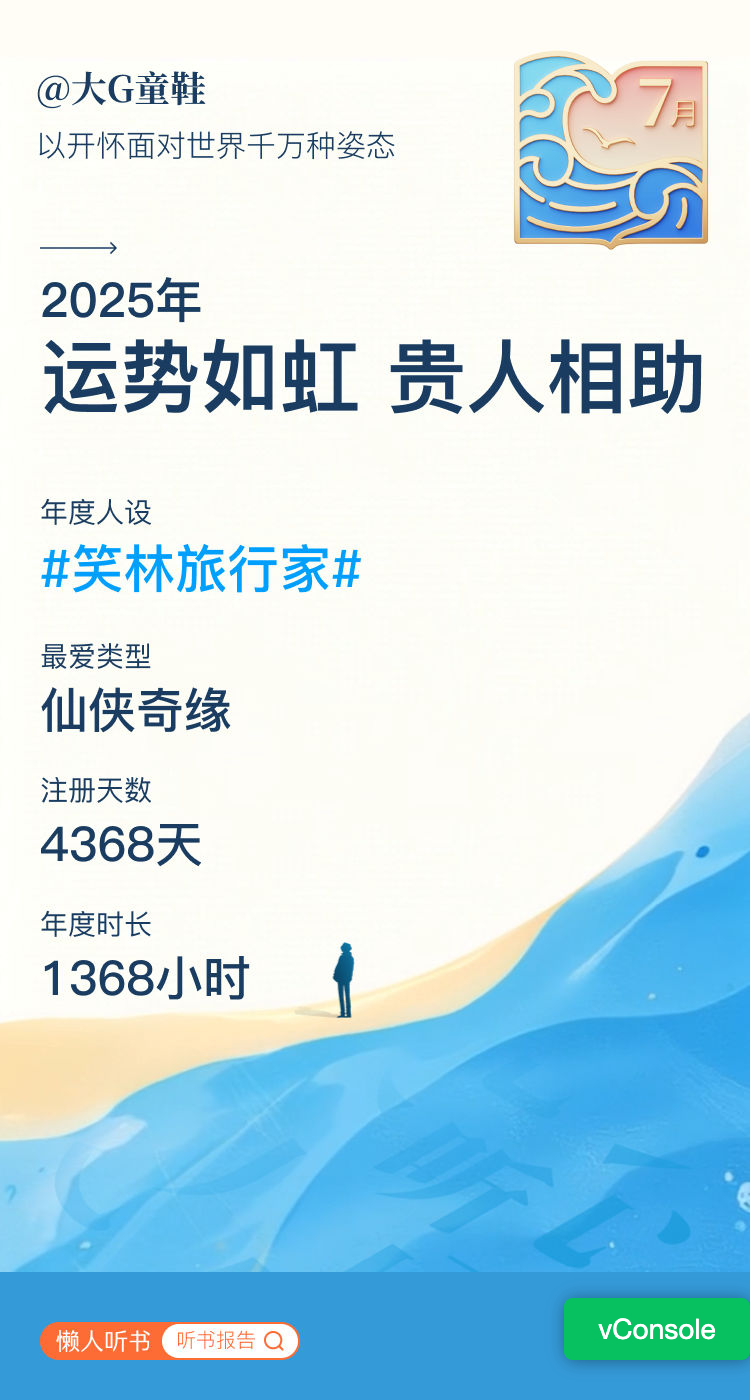 @大G童鞋
以开怀面对世界千万种姿态
7月
2025年
运势如虹 贵人相助
年度人设
#笑林旅行家#
最爱类型
仙侠奇缘
注册天数
4368天
年度时长
1368小时
听
心
懒人听书 听书报告
vConsole